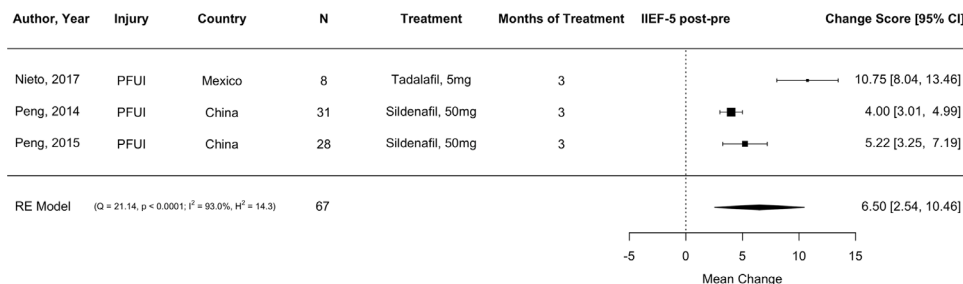 Author, Year Injury Country N Treatment Months of Treatment IIEF-5 post-pre Change Score [95% CI]
Nieto, 2017 PFUI Mexico 8 Tadalafil, 5mg 3 10.75 [8.04, 13.46]
Peng, 2014 PFUI China 31 Sildenafil, 50mg 3 4.00 [3.01, 4.99]
Peng, 2015 PFUI China 28 Sildenafil, 50mg 3 5.22 [3.25, 7.19]
RE Model (Q = 21.14, p < 0.0001; I² = 93.0%, H² = 14.3) 67 6.50 [2.54, 10.46]
-5 0 5 10 15
Mean Change